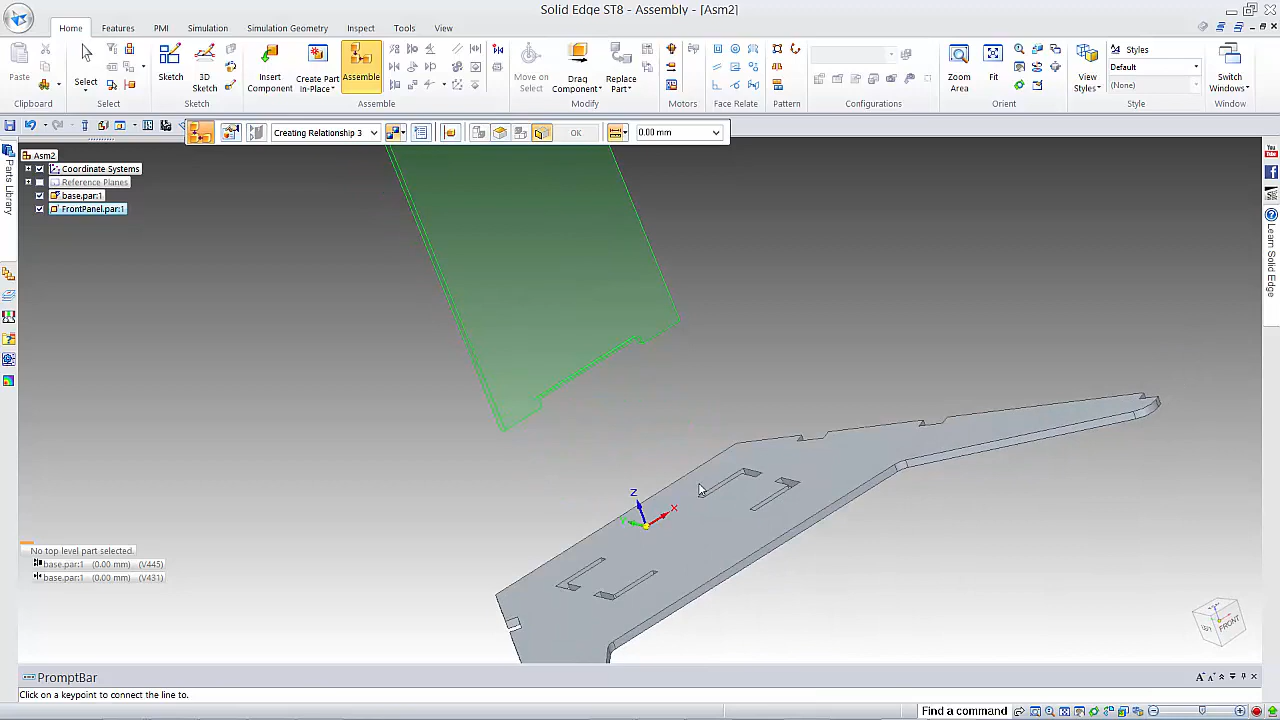 Solid Edge ST8 - Assembly - [Asm2]
Home
Features
PMI
Simulation
Simulation Geometry
Inspect
Tools
View
Paste
Select
Sketch
3D
Sketch
Insert
Component
Create Part
in-Place
Assemble
Move on
Select
Drag
Component
Replace
Part
Zoom
Area
Fit
View
Styles
Styles
Default
(None)
Switch
Windows
Clipboard
Select
Sketch
Assemble
Modify
Motors
Face Relate
Pattern
Configurations
Orient
Style
Window
Creating Relationship 3
OK
0.00 mm
Parts Library
Asm2
Coordinate Systems
Reference Planes
base.par:1
FrontPanel.par:1
You
Learn Solid Edge
Z
X
Y
No top level part selected.
base.par:1 (0.00 mm) (V445)
base.par:1 (0.00 mm) (V431)
FRONT
PromptBar
Click on a keypoint to connect the line to.
Find a command